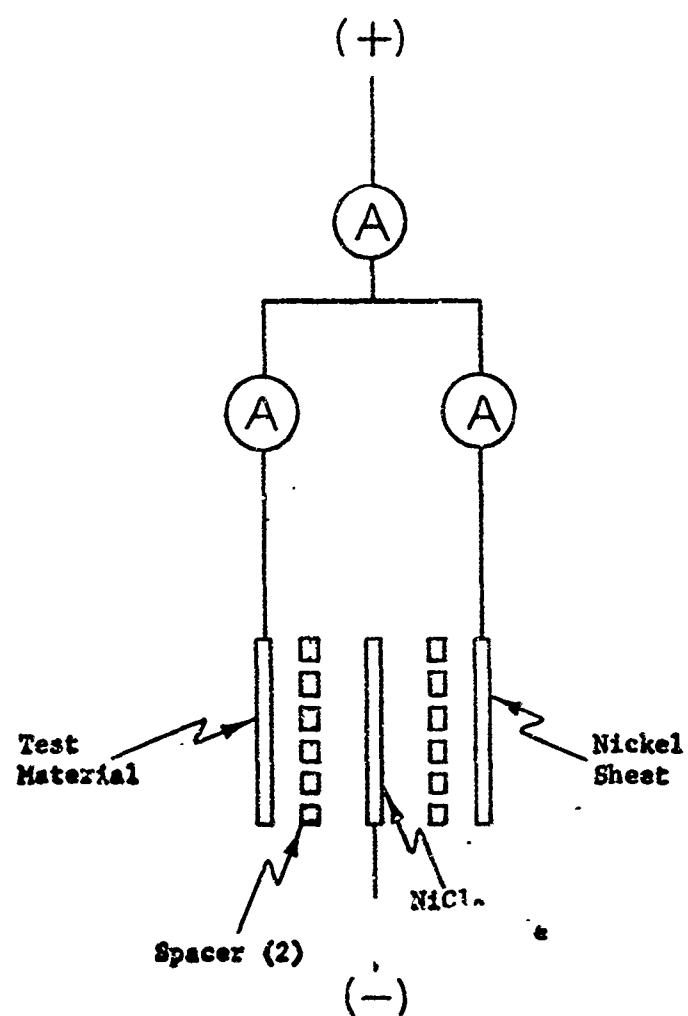 (+)
A
A
A
Test
Material
Nickel
Sheet
Spacer (2)
(-)